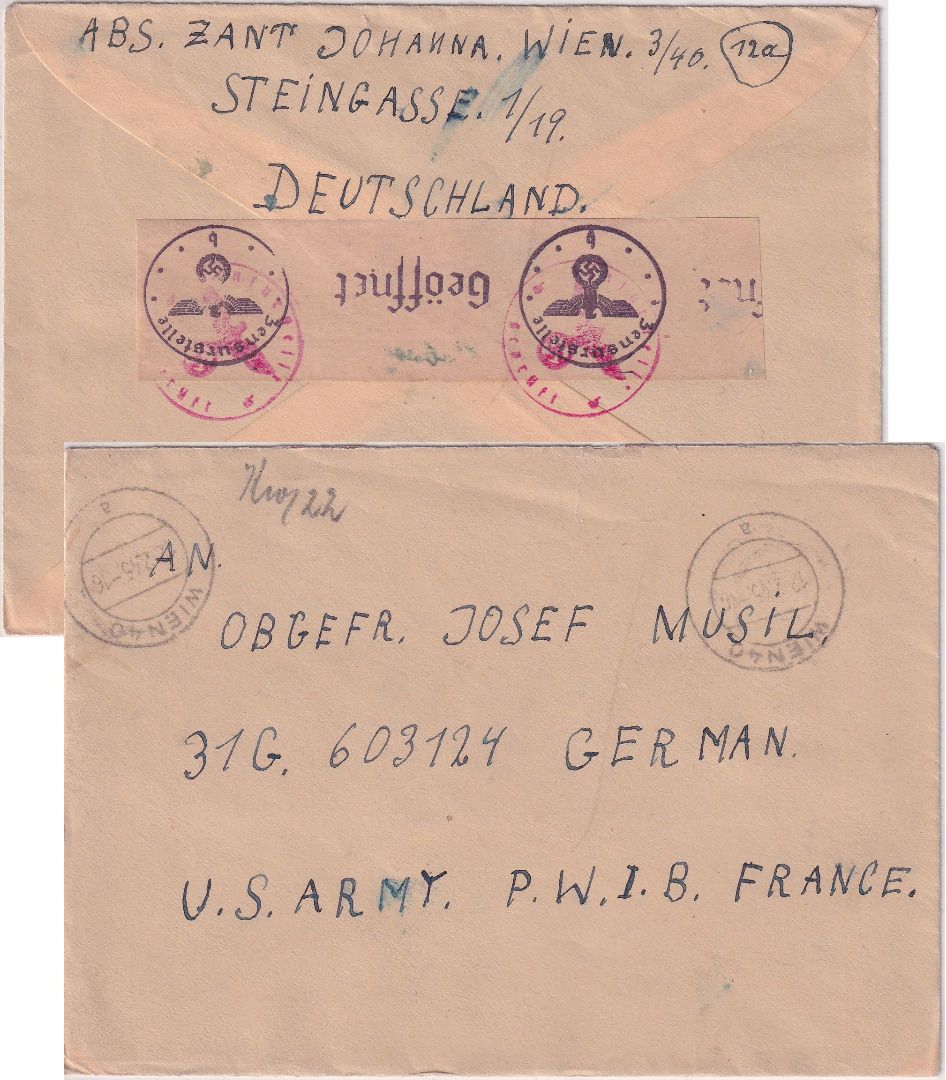 ABS. ZANT JOHANNA. WIEN. 3/40. 12a
STEINGASSE. 1/19.
DEUTSCHLAND.
b
Zensurstelle
Geöffnet
b
Zensurstelle
WIEN 40
a
WIEN 40
a
AN.
OBGEFR. JOSEF MUSIL,
31G. 603124 GERMAN.
U.S. ARMY. P.W.I.B. FRANCE.